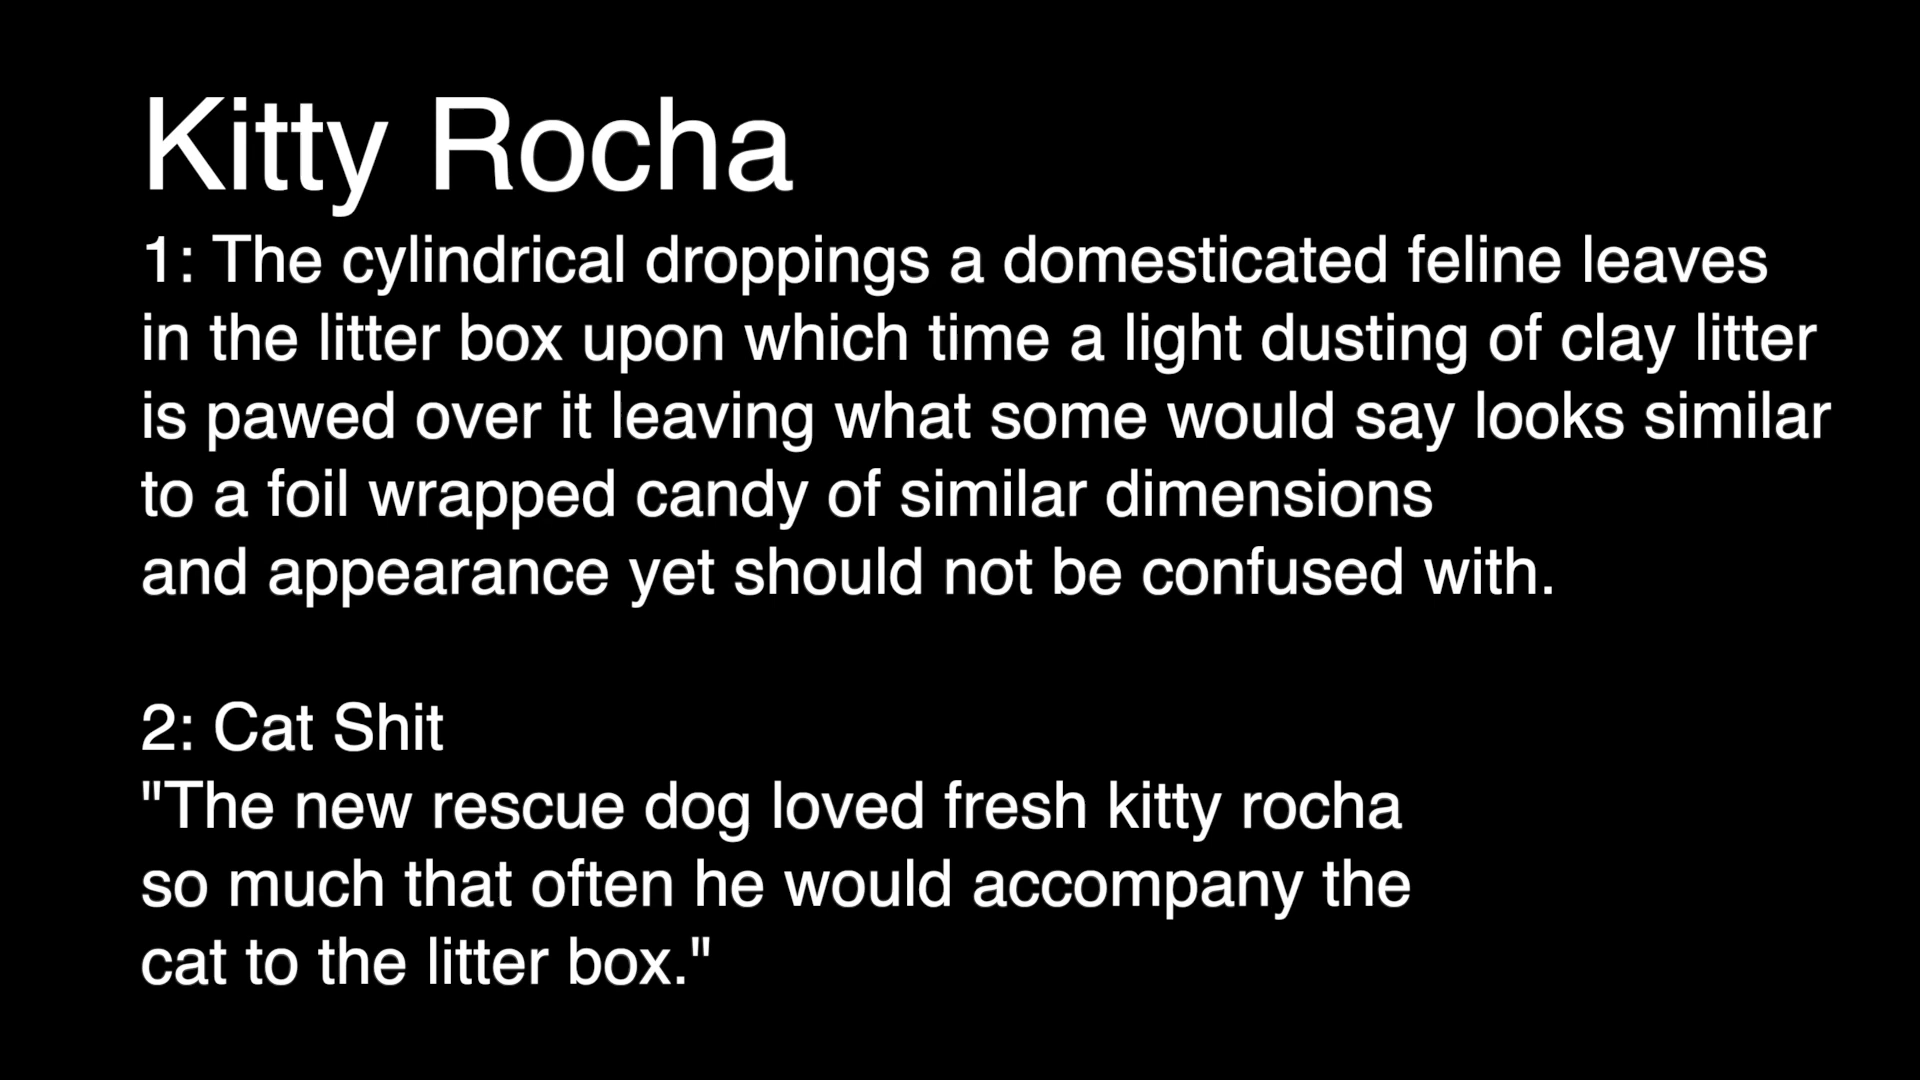 Kitty Rocha
1: The cylindrical droppings a domesticated feline leaves
in the litter box upon which time a light dusting of clay litter
is pawed over it leaving what some would say looks similar
to a foil wrapped candy of similar dimensions
and appearance yet should not be confused with.
2: Cat Shit
"The new rescue dog loved fresh kitty rocha
so much that often he would accompany the
cat to the litter box."